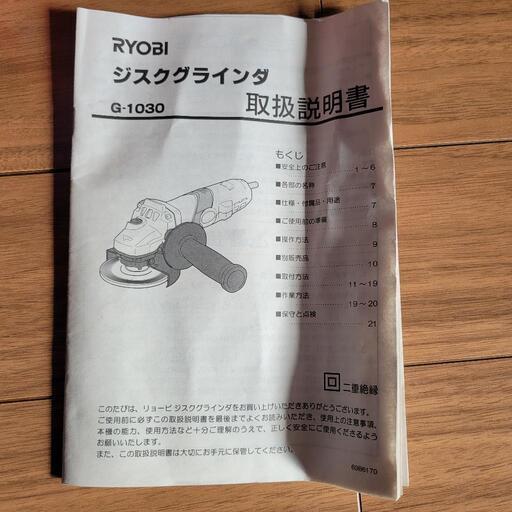 RYOBI
ジスクグラインダ
G-1030
取扱説明書
もくじ
■安全上のご注意 1～6
■各部の名称 7
■仕様・付属品・用途 7
■ご使用前の準備 8
■操作方法 9
■別販売品 10
■取付方法 11～19
■作業方法 19～20
■保守と点検 21
回 二重絶縁
このたびは、リョービ ジスクグラインダをお買い上げいただきありがとうございます。
ご使用前に必ずこの取扱説明書を最後までよくお読みいただき、使用上の注意事項、
本機の能力、使用方法など十分ご理解のうえで、正しく安全にご使用くださるよう
お願いいたします。
また、この取扱説明書は大切にお手元に保管してください。
6086170